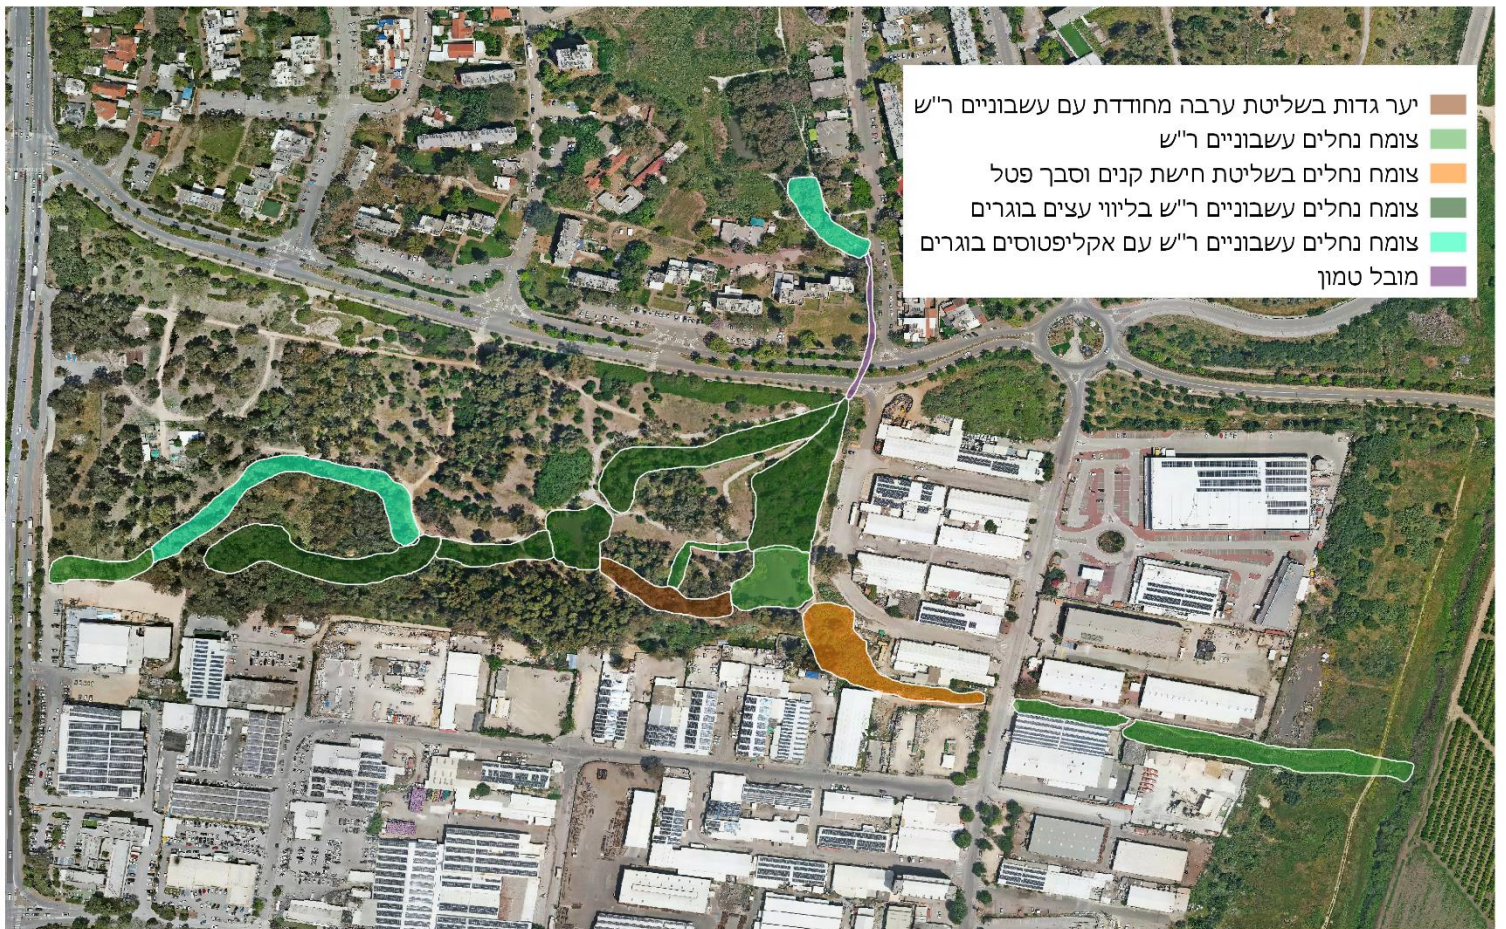 יער גדות בשליטת ערבה מחודדת עם עשבוניים ר"ש
צומח נחלים עשבוניים ר"ש
צומח נחלים בשליטת חישת קנים וסבך פטל
צומח נחלים עשבוניים ר"ש בליווי עצים בוגרים
צומח נחלים עשבוניים ר"ש עם אקליפטוסים בוגרים
מובל טמון